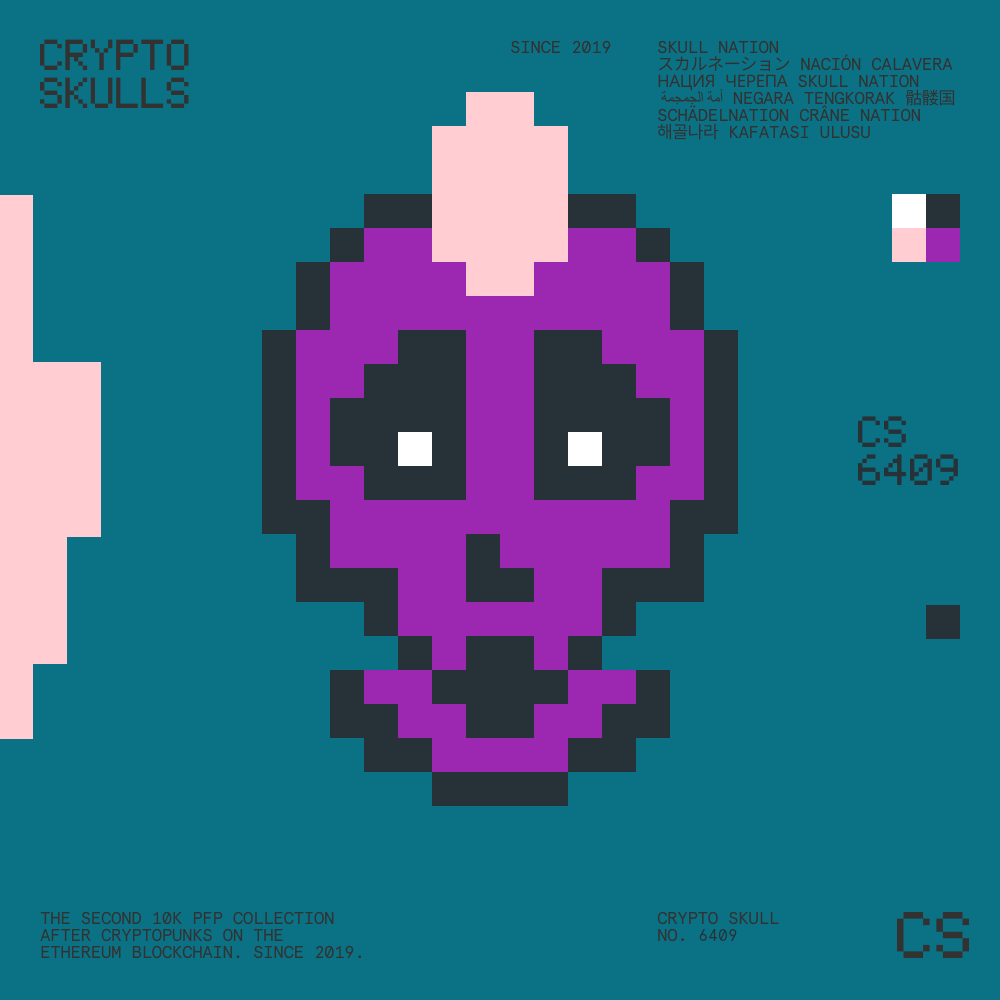 CRYPTO
SKULLS
SINCE 2019
SKULL NATION
スカルネーション NACIÓN CALAVERA
НАЦИЯ ЧЕРЕПА SKULL NATION
أمة الجمجمة NEGARA TENGKORAK 骷髅国
SCHÄDELNATION CRÂNE NATION
해골나라 KAFATASI ULUSU
CS
6409
THE SECOND 10K PFP COLLECTION
AFTER CRYPTOPUNKS ON THE
ETHEREUM BLOCKCHAIN. SINCE 2019.
CRYPTO SKULL
NO. 6409
CS